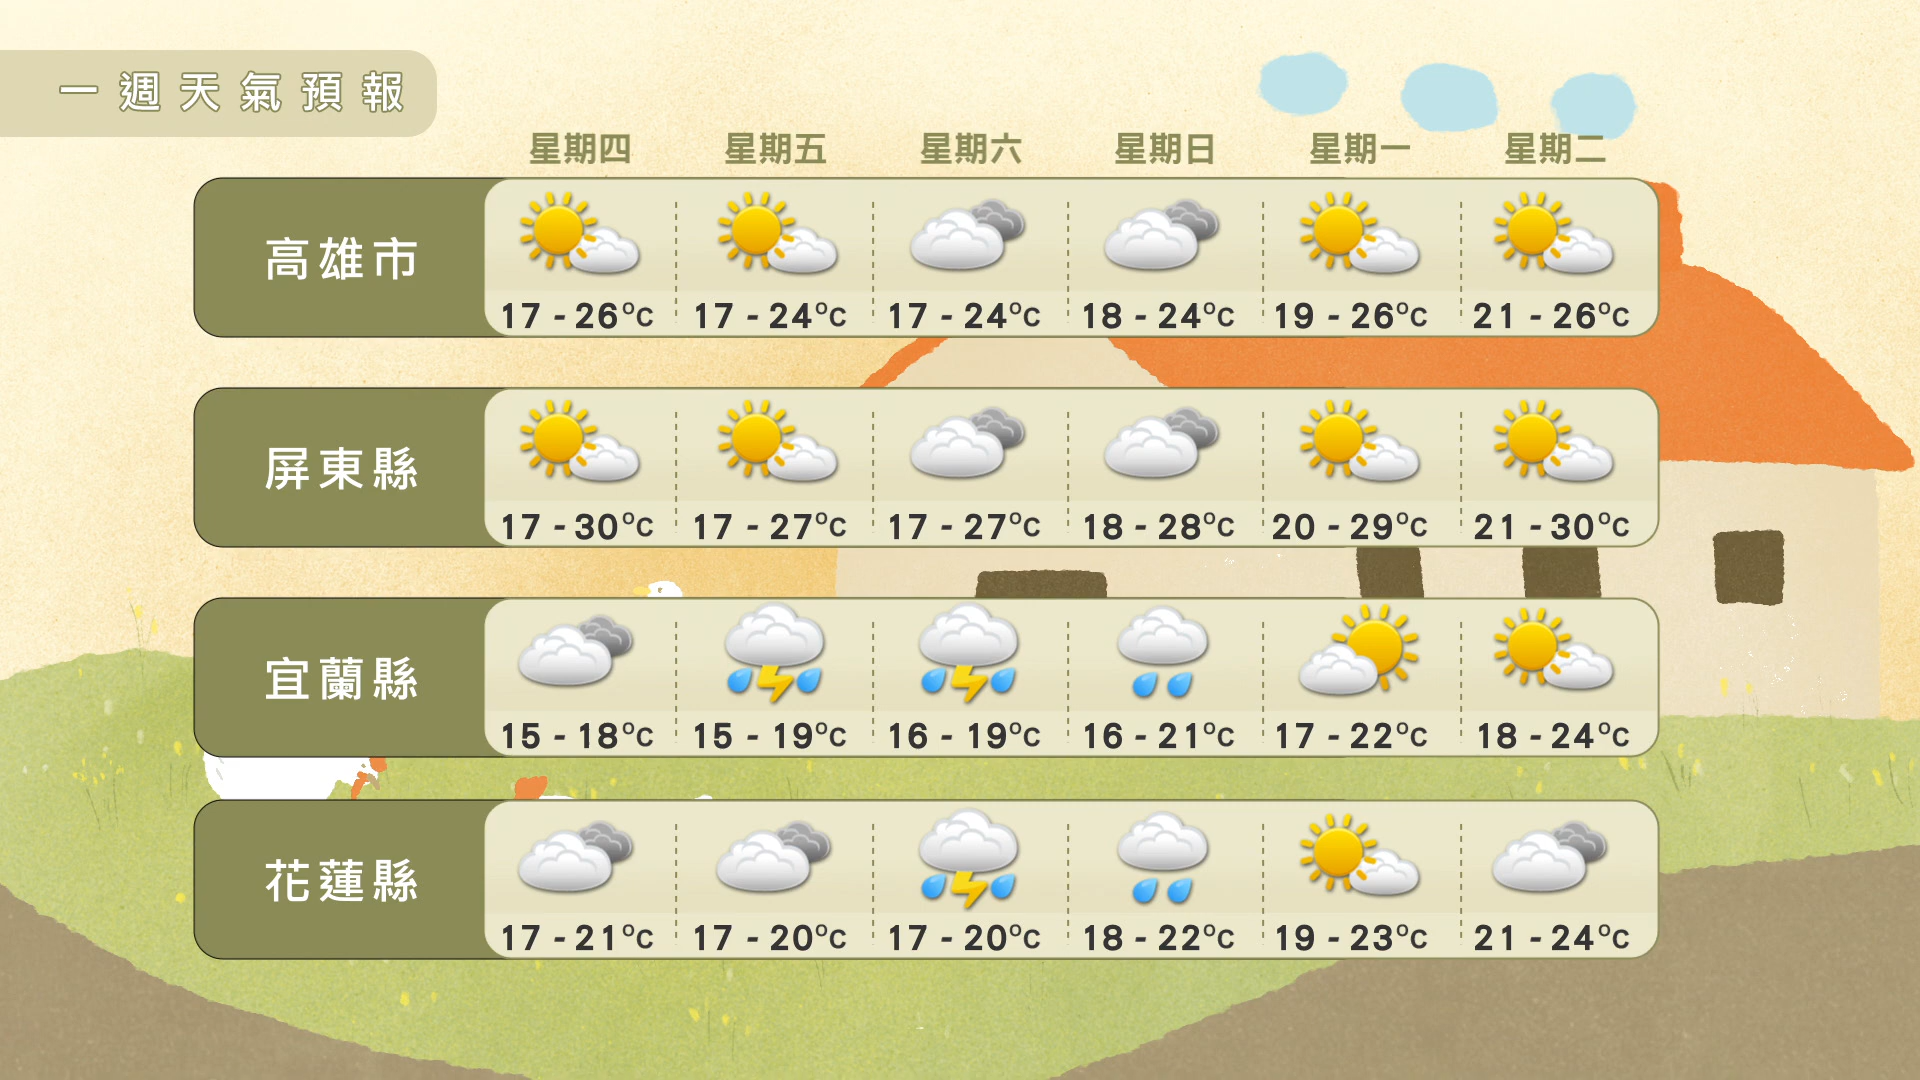 一週天氣預報
星期四 星期五 星期六 星期日 星期一 星期二
高雄市
17 - 26°C 17 - 24°C 17 - 24°C 18 - 24°C 19 - 26°C 21 - 26°C
屏東縣
17 - 30°C 17 - 27°C 17 - 27°C 18 - 28°C 20 - 29°C 21 - 30°C
宜蘭縣
15 - 18°C 15 - 19°C 16 - 19°C 16 - 21°C 17 - 22°C 18 - 24°C
花蓮縣
17 - 21°C 17 - 20°C 17 - 20°C 18 - 22°C 19 - 23°C 21 - 24°C